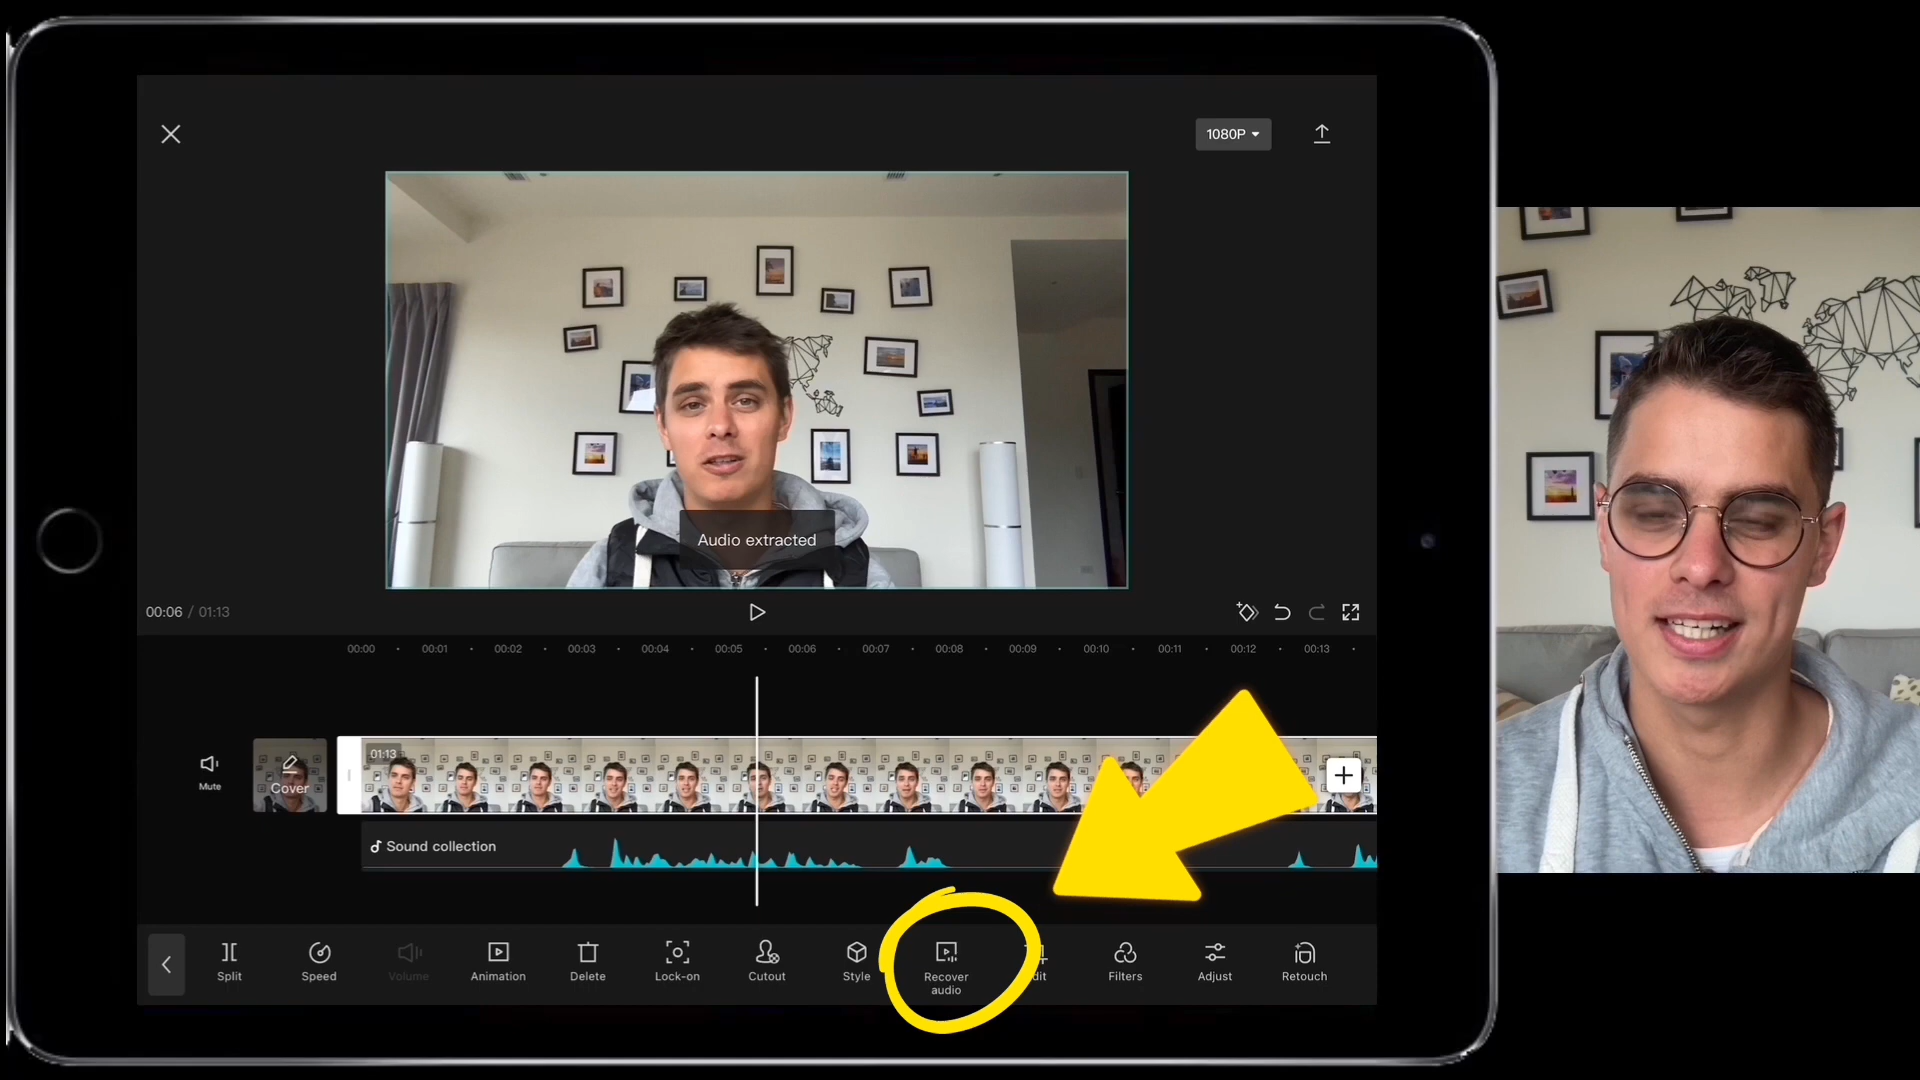 1080P
Audio extracted
00:06 / 01:13
00:00 00:01 00:02 00:03 00:04 00:05 00:06 00:07 00:08 00:09 00:10 00:11 00:12 00:13
01:13
Mute
Cover
Sound collection
Split
Speed
Volume
Animation
Delete
Lock-on
Cutout
Style
Recover
audio
dit
Filters
Adjust
Retouch